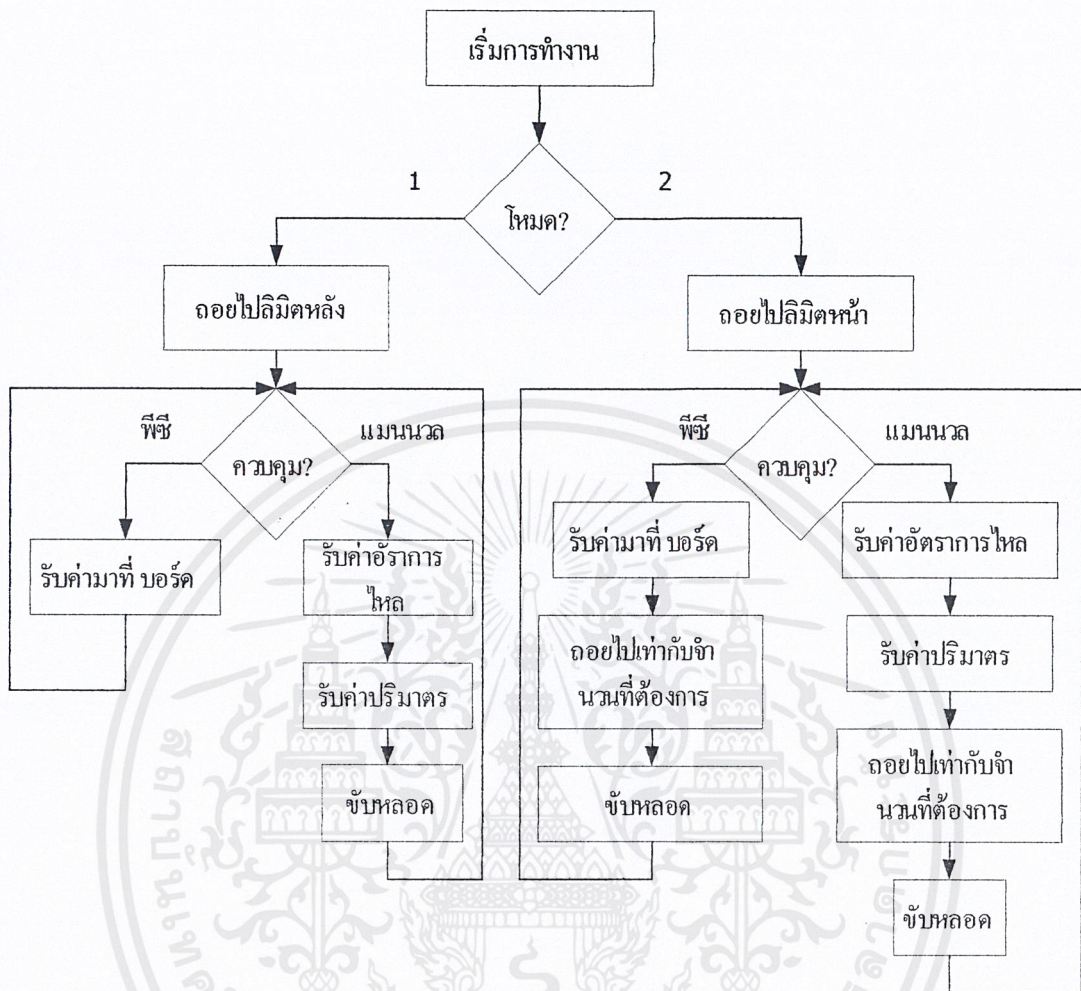 เริ่มการทำงาน
1
2
โหมด?
ถอยไปลิมิตหลัง
ถอยไปลิมิตหน้า
พีซี
แมนนวล
ควบคุม?
รับค่ามาที่ บอร์ด
รับค่าอัราการ
ไหล
รับค่าปริมาตร
ขับหลอด
พีซี
แมนนวล
ควบคุม?
รับค่ามาที่ บอร์ด
ถอยไปเท่ากับจำ
นวนที่ต้องการ
ขับหลอด
รับค่าอัตราการไหล
รับค่าปริมาตร
ถอยไปเท่ากับจำ
นวนที่ต้องการ
ขับหลอด